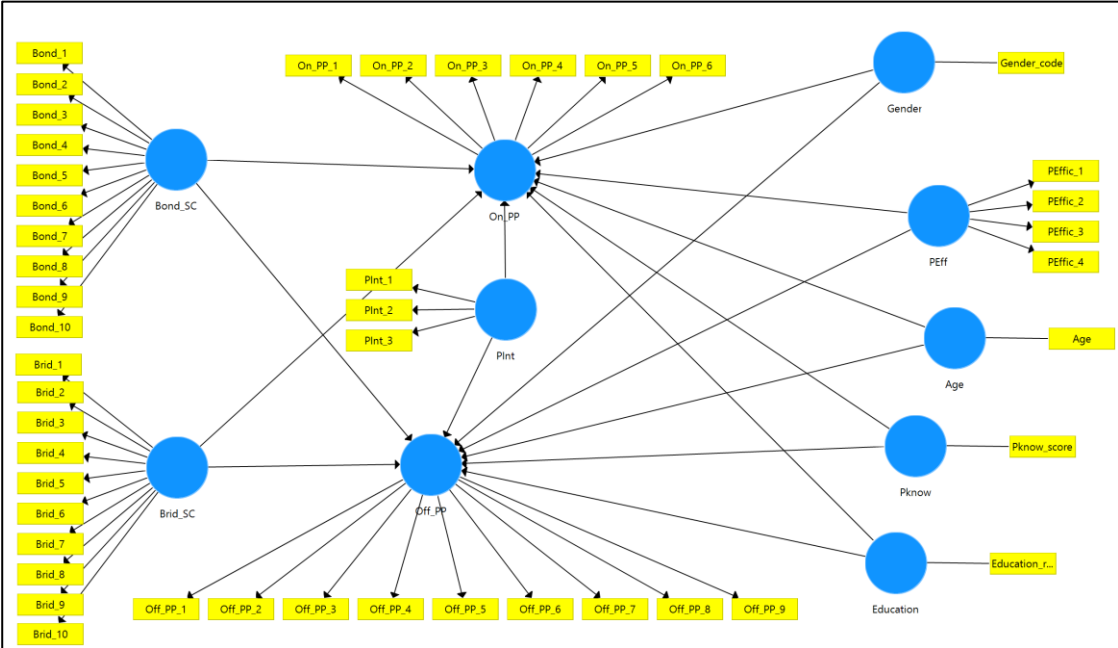 Bond_1
Bond_2
Bond_3
Bond_4
Bond_5
Bond_6
Bond_7
Bond_8
Bond_9
Bond_10
Bond_SC
On_PP_1
On_PP_2
On_PP_3
On_PP_4
On_PP_5
On_PP_6
On_PP
Gender
Gender_code
PEffic_1
PEffic_2
PEffic_3
PEffic_4
PEff
PInt_1
PInt_2
PInt_3
PInt
Age
Age
Brid_1
Brid_2
Brid_3
Brid_4
Brid_5
Brid_6
Brid_7
Brid_8
Brid_9
Brid_10
Brid_SC
Off_PP
Pknow
Pknow_score
Education
Education_r...
Off_PP_1
Off_PP_2
Off_PP_3
Off_PP_4
Off_PP_5
Off_PP_6
Off_PP_7
Off_PP_8
Off_PP_9